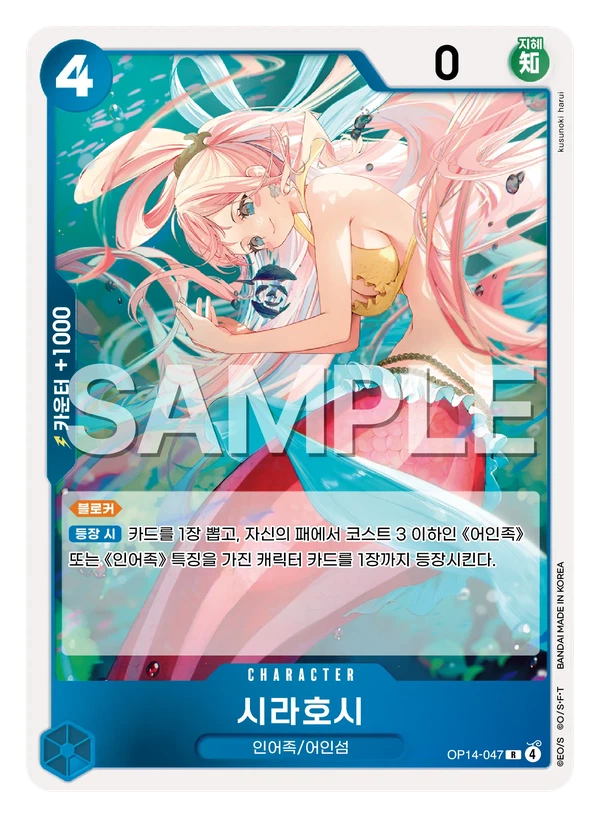 4
0
지혜
知
kusunoki harui
⚡카운터 +1000
SAMPLE
블로커
등장 시 카드를 1장 뽑고, 자신의 패에서 코스트 3 이하인 《어인족》
또는 《인어족》 특징을 가진 캐릭터 카드를 1장까지 등장시킨다.
CHARACTER
시라호시
인어족/어인섬
OP14-047 R 4
©EO/S ©O/S·F·T BANDAI MADE IN KOREA